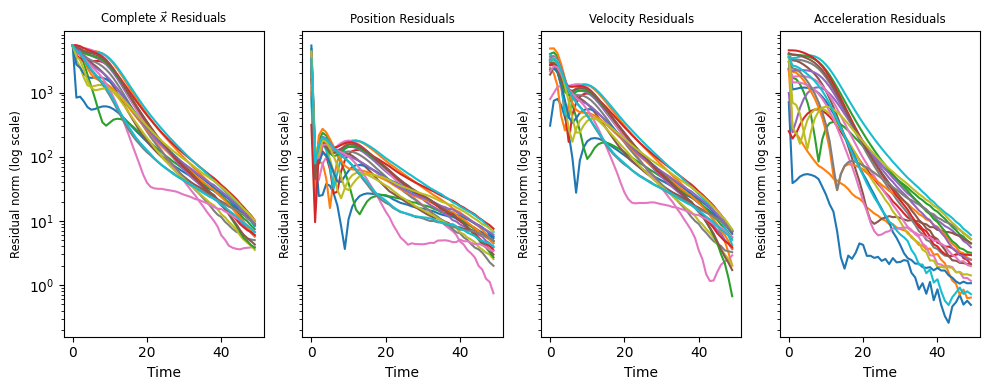 Complete x⃗ Residuals
Residual norm (log scale)
10³
10²
10¹
10⁰
0 20 40
Time
Position Residuals
Residual norm (log scale)
0 20 40
Time
Velocity Residuals
Residual norm (log scale)
0 20 40
Time
Acceleration Residuals
Residual norm (log scale)
0 20 40
Time